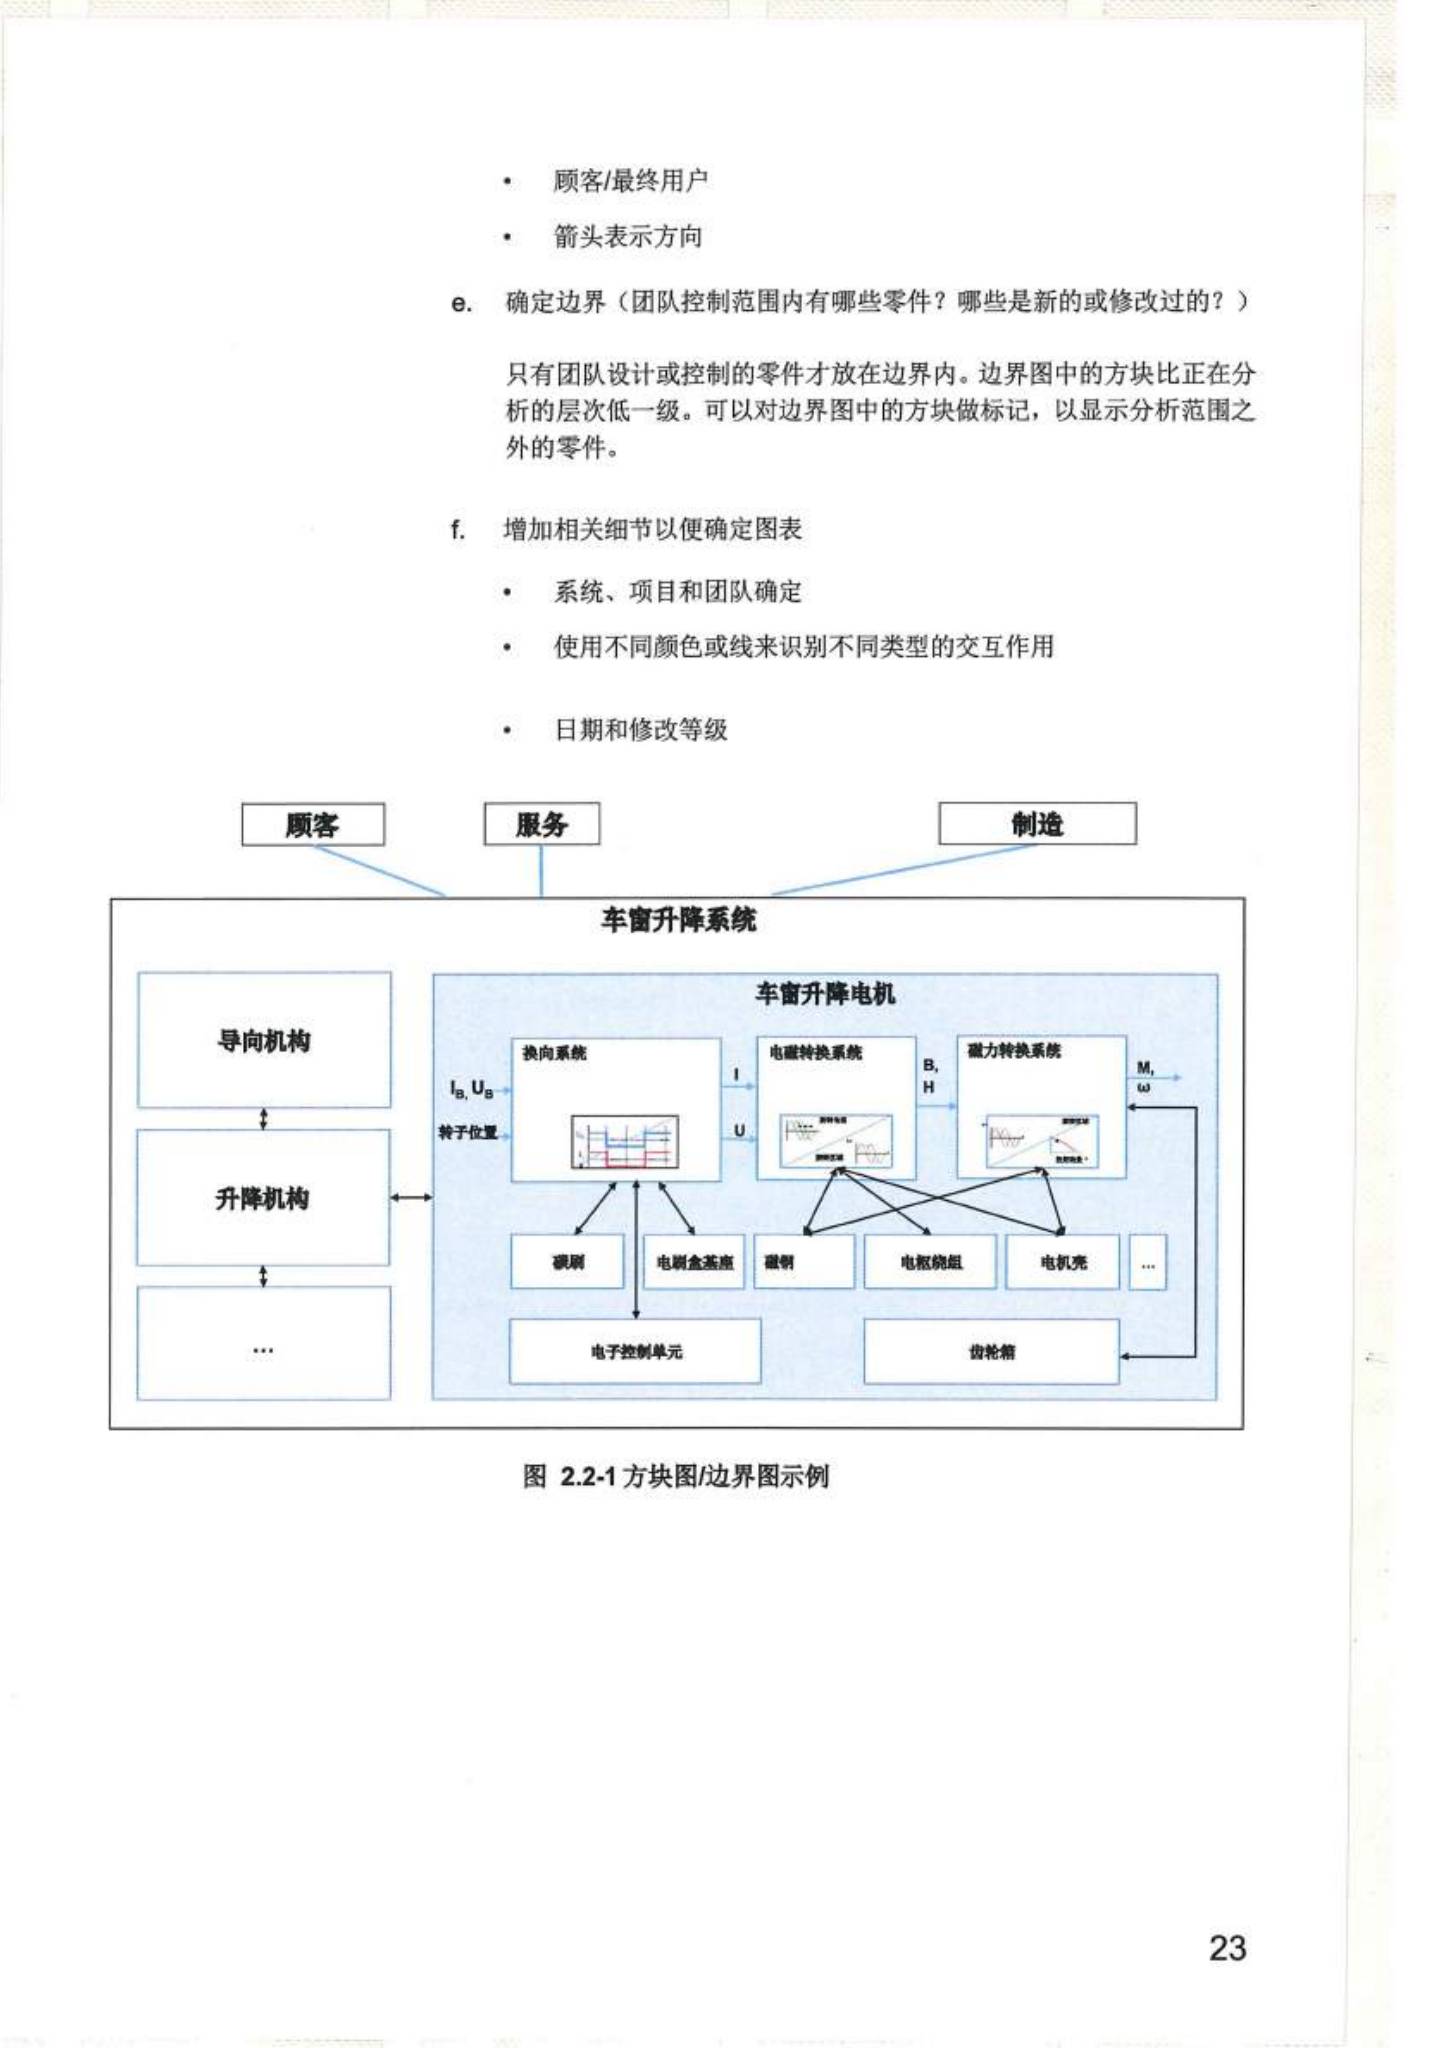 • 顾客/最终用户
• 箭头表示方向
e. 确定边界（团队控制范围内有哪些零件？哪些是新的或修改过的？）
只有团队设计或控制的零件才放在边界内。边界图中的方块比正在分
析的层次低一级。可以对边界图中的方块做标记，以显示分析范围之
外的零件。
f. 增加相关细节以便确定图表
• 系统、项目和团队确定
• 使用不同颜色或线来识别不同类型的交互作用
• 日期和修改等级
顾客
服务
制造
车窗升降系统
导向机构
升降机构
...
车窗升降电机
换向系统
电磁转换系统
磁力转换系统
IB, UB
转子位置
I
U
B,
H
M,
ω
碳刷
电刷盒基座
磁钢
电枢绕组
电机壳
...
电子控制单元
齿轮箱
图 2.2-1 方块图/边界图示例
23